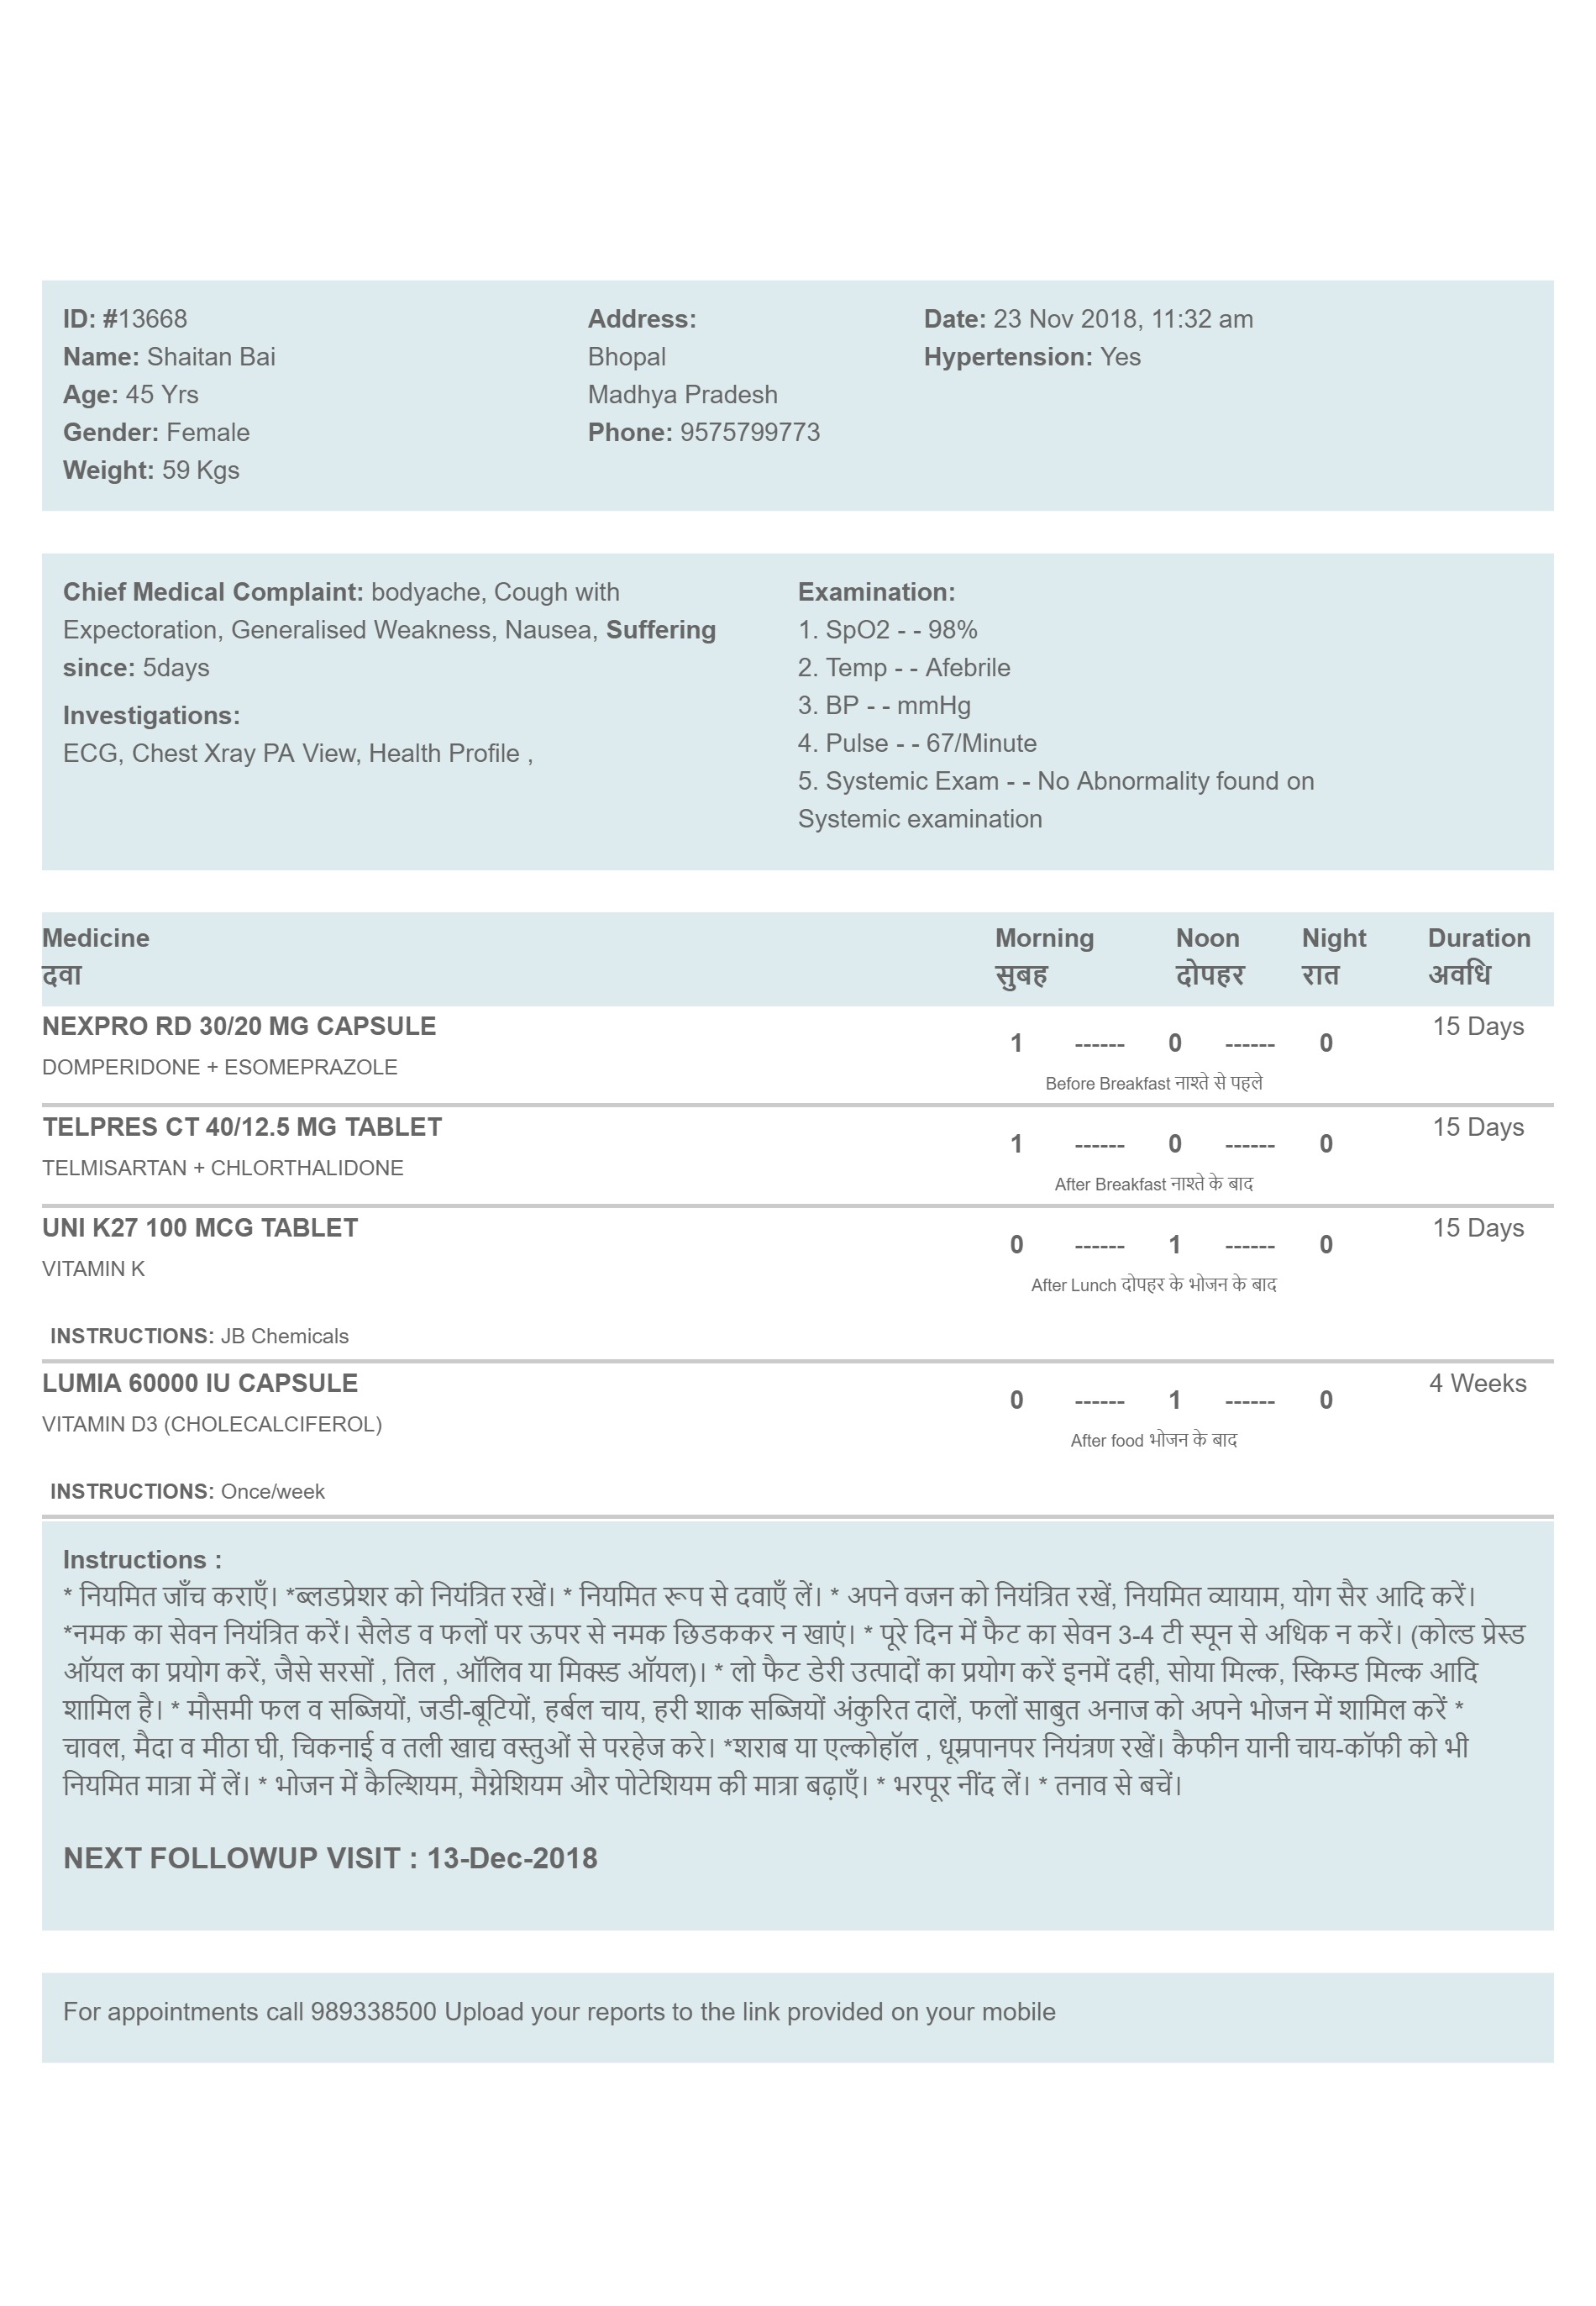 ID: #13668
Name: Shaitan Bai
Age: 45 Yrs
Gender: Female
Weight: 59 Kgs
Address:
Bhopal
Madhya Pradesh
Phone: 9575799773
Date: 23 Nov 2018, 11:32 am
Hypertension: Yes
Chief Medical Complaint: bodyache, Cough with
Expectoration, Generalised Weakness, Nausea, Suffering
since: 5days
Investigations:
ECG, Chest Xray PA View, Health Profile ,
Examination:
1. SpO2 - - 98%
2. Temp - - Afebrile
3. BP - - mmHg
4. Pulse - - 67/Minute
5. Systemic Exam - - No Abnormality found on
Systemic examination
Medicine Morning Noon Night Duration
दवा सुबह दोपहर रात अवधि
NEXPRO RD 30/20 MG CAPSULE 15 Days
1 ------ 0 ------ 0
DOMPERIDONE + ESOMEPRAZOLE
Before Breakfast नाश्ते से पहले
TELPRES CT 40/12.5 MG TABLET 15 Days
1 ------ 0 ------ 0
TELMISARTAN + CHLORTHALIDONE
After Breakfast नाश्ते के बाद
UNI K27 100 MCG TABLET 15 Days
0 ------ 1 ------ 0
VITAMIN K
After Lunch दोपहर के भोजन के बाद
INSTRUCTIONS: JB Chemicals
LUMIA 60000 IU CAPSULE 4 Weeks
0 ------ 1 ------ 0
VITAMIN D3 (CHOLECALCIFEROL)
After food भोजन के बाद
INSTRUCTIONS: Once/week
Instructions :
* नियमित जाँच कराएँ। *ब्लडप्रेशर को नियंत्रित रखें। * नियमित रूप से दवाएँ लें। * अपने वजन को नियंत्रित रखें, नियमित व्यायाम, योग सैर आदि करें।
*नमक का सेवन नियंत्रित करें। सैलेड व फलों पर ऊपर से नमक छिडककर न खाएं। * पूरे दिन में फैट का सेवन 3-4 टी स्पून से अधिक न करें। (कोल्ड प्रेस्ड
ऑयल का प्रयोग करें, जैसे सरसों , तिल , ऑलिव या मिक्स्ड ऑयल)। * लो फैट डेरी उत्पादों का प्रयोग करें इनमें दही, सोया मिल्क, स्किम्ड मिल्क आदि
शामिल है। * मौसमी फल व सब्जियों, जडी-बूटियों, हर्बल चाय, हरी शाक सब्जियों अंकुरित दालें, फलों साबुत अनाज को अपने भोजन में शामिल करें *
चावल, मैदा व मीठा घी, चिकनाई व तली खाद्य वस्तुओं से परहेज करे। *शराब या एल्कोहॉल , धूम्रपानपर नियंत्रण रखें। कैफीन यानी चाय-कॉफी को भी
नियमित मात्रा में लें। * भोजन में कैल्शियम, मैग्नेशियम और पोटेशियम की मात्रा बढ़ाएँ। * भरपूर नींद लें। * तनाव से बचें।
NEXT FOLLOWUP VISIT : 13-Dec-2018
For appointments call 989338500 Upload your reports to the link provided on your mobile